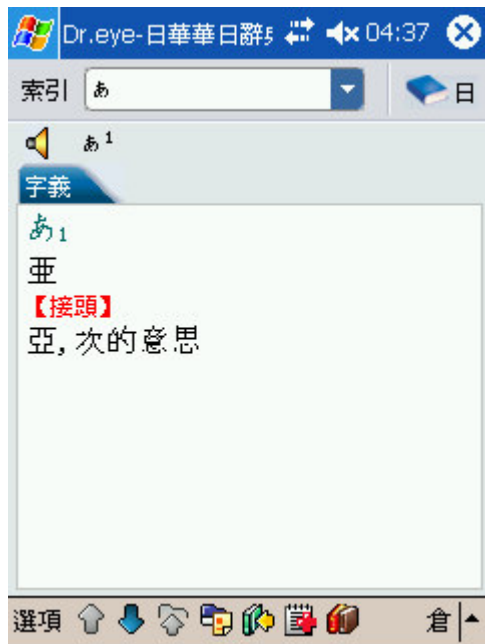 Dr.eye-日華華日辭 04:37
索引 あ 日
あ 1
字義
あ1
亜
【接頭】
亞,次的意思
選項 倉